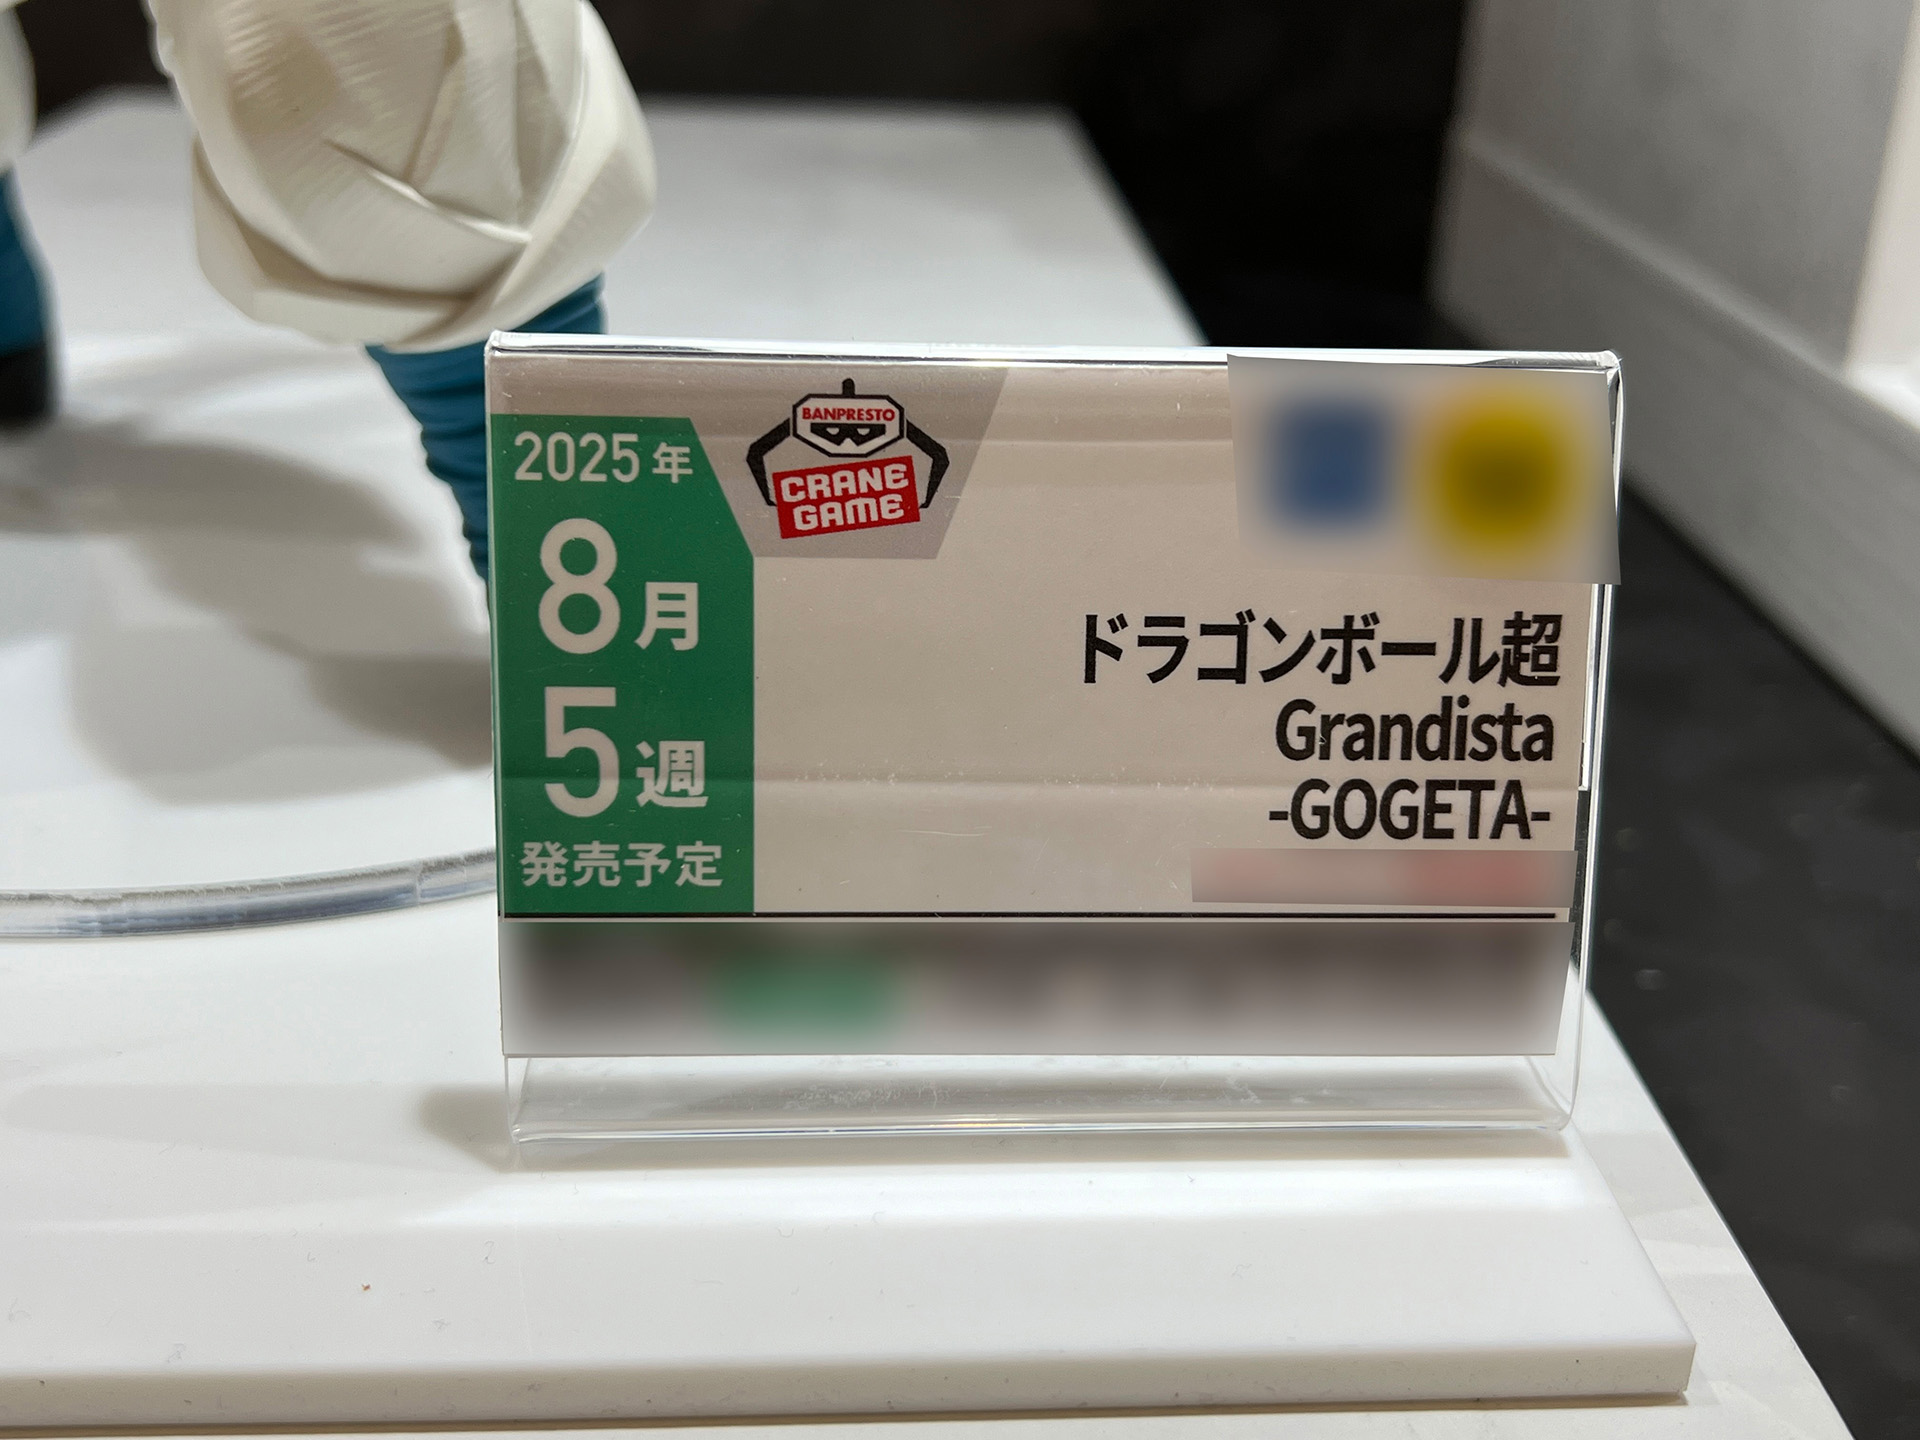 2025年
8月
5週
発売予定
BANPRESTO
CRANE
GAME
ドラゴンボール超
Grandista
-GOGETA-